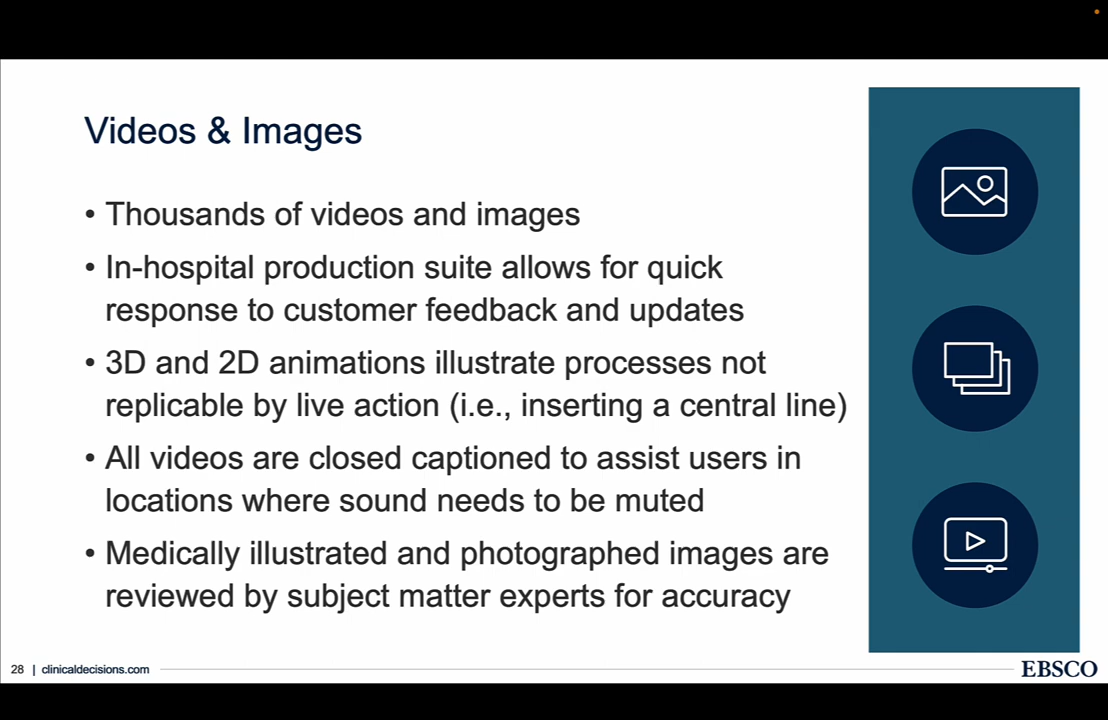 Videos & Images
• Thousands of videos and images
• In-hospital production suite allows for quick
response to customer feedback and updates
• 3D and 2D animations illustrate processes not
replicable by live action (i.e., inserting a central line)
• All videos are closed captioned to assist users in
locations where sound needs to be muted
• Medically illustrated and photographed images are
reviewed by subject matter experts for accuracy
28 | clinicaldecisions.com
EBSCO